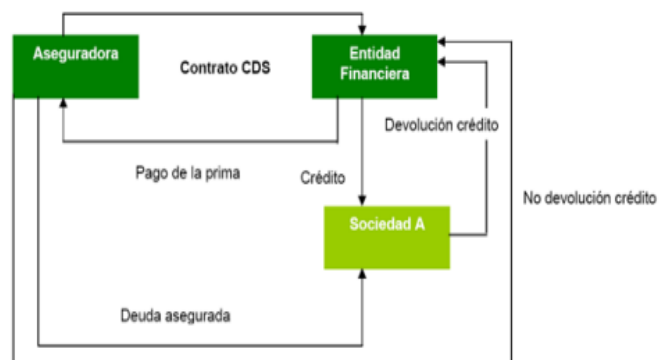 Aseguradora
Contrato CDS
Entidad
Financiera
Devolución crédito
Pago de la prima
Crédito
No devolución crédito
Sociedad A
Deuda asegurada